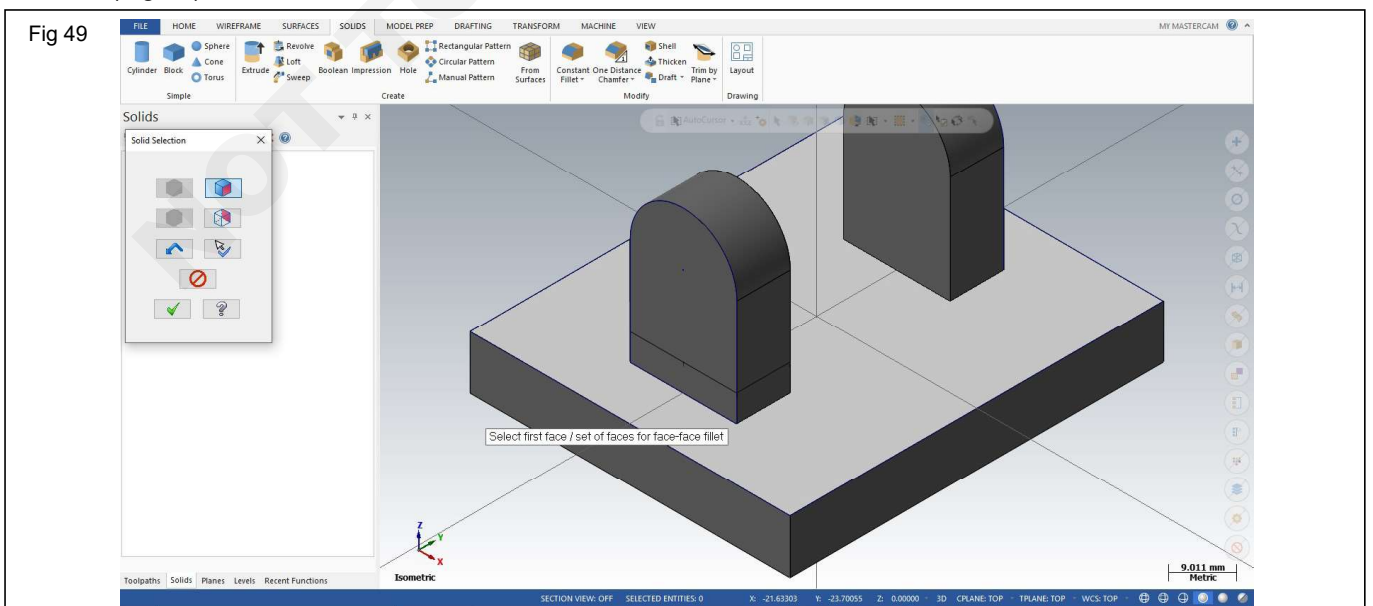 Fig 49
FILE HOME WIREFRAME SURFACES SOLIDS MODEL PREP DRAFTING TRANSFORM MACHINE VIEW MY MASTERCAM
Cylinder Block Sphere Cone Torus
Extrude Revolve Loft Sweep Boolean Impression Hole Rectangular Pattern Circular Pattern Manual Pattern From Surfaces
Constant Fillet One Distance Chamfer Shell Thicken Draft Trim by Plane
Layout
Simple Create Modify Drawing
Solids
Solid Selection
AutoCursor
Select first face / set of faces for face-face fillet
Z
Y
X
Isometric
9.011 mm
Metric
Toolpaths Solids Planes Levels Recent Functions
SECTION VIEW: OFF SELECTED ENTITIES: 0 X: -21.63303 Y: -23.70055 Z: 0.00000 3D CPLANE: TOP TPLANE: TOP WCS: TOP